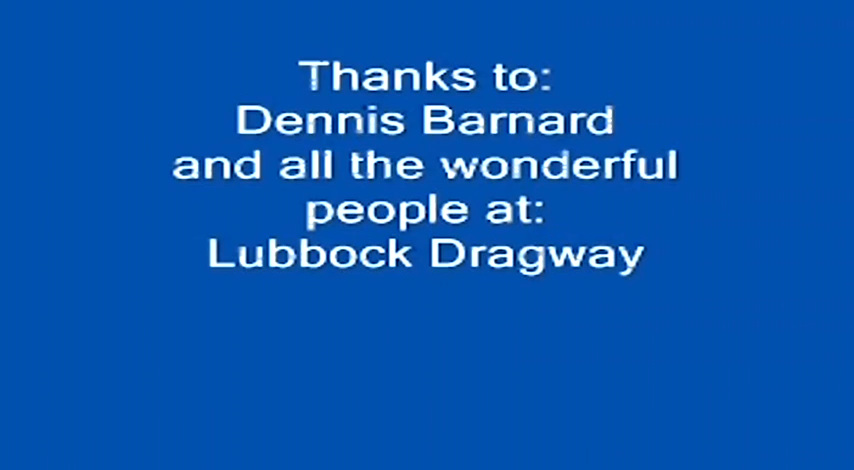 Thanks to:
Dennis Barnard
and all the wonderful
people at:
Lubbock Dragway